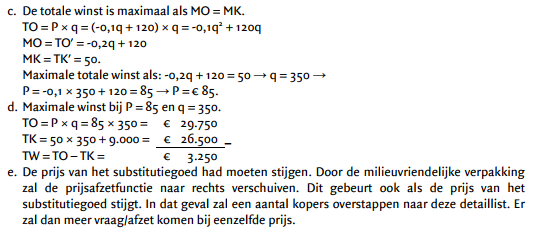 c. De totale winst is maximaal als MO = MK.
TO = P × q = (-0,1q + 120) × q = -0,1q² + 120q
MO = TO' = -0,2q + 120
MK = TK' = 50.
Maximale totale winst als: -0,2q + 120 = 50 → q = 350 →
P = -0,1 × 350 + 120 = 85 → P = € 85.
d. Maximale winst bij P = 85 en q = 350.
TO = P × q = 85 × 350 = € 29.750
TK = 50 × 350 + 9.000 = € 26.500 –
TW = TO – TK = € 3.250
e. De prijs van het substitutiegoed had moeten stijgen. Door de milieuvriendelijke verpakking
zal de prijsafzetfunctie naar rechts verschuiven. Dit gebeurt ook als de prijs van het
substitutiegoed stijgt. In dat geval zal een aantal kopers overstappen naar deze detaillist. Er
zal dan meer vraag/afzet komen bij eenzelfde prijs.